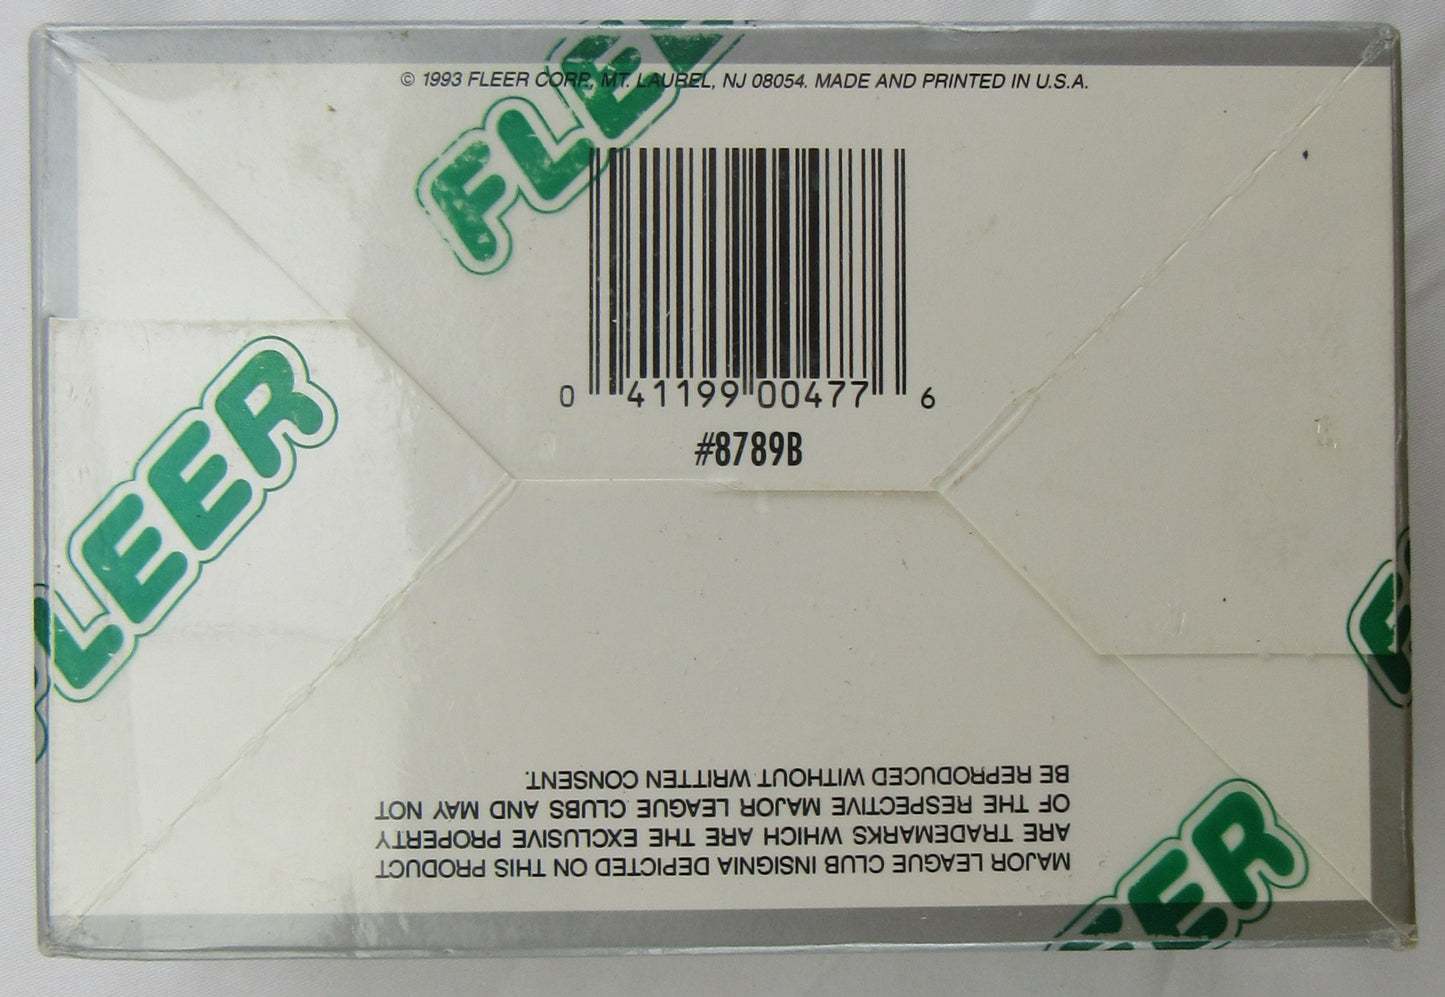 FLEER
© 1993 FLEER CORP., MT. LAUREL, NJ 08054. MADE AND PRINTED IN U.S.A.
0 41199 00477 6
#8789B
FLEER
MAJOR LEAGUE CLUB INSIGNIA DEPICTED ON THIS PRODUCT
ARE TRADEMARKS WHICH ARE THE EXCLUSIVE PROPERTY
OF THE RESPECTIVE MAJOR LEAGUE CLUBS AND MAY NOT
BE REPRODUCED WITHOUT WRITTEN CONSENT.
EER
F